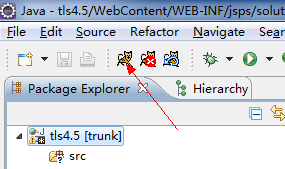 Java - tls4.5/WebContent/WEB-INF/jsps/solut
File Edit Source Refactor Navigate Sea
Package Explorer Hierarchy
tls4.5 [trunk]
src